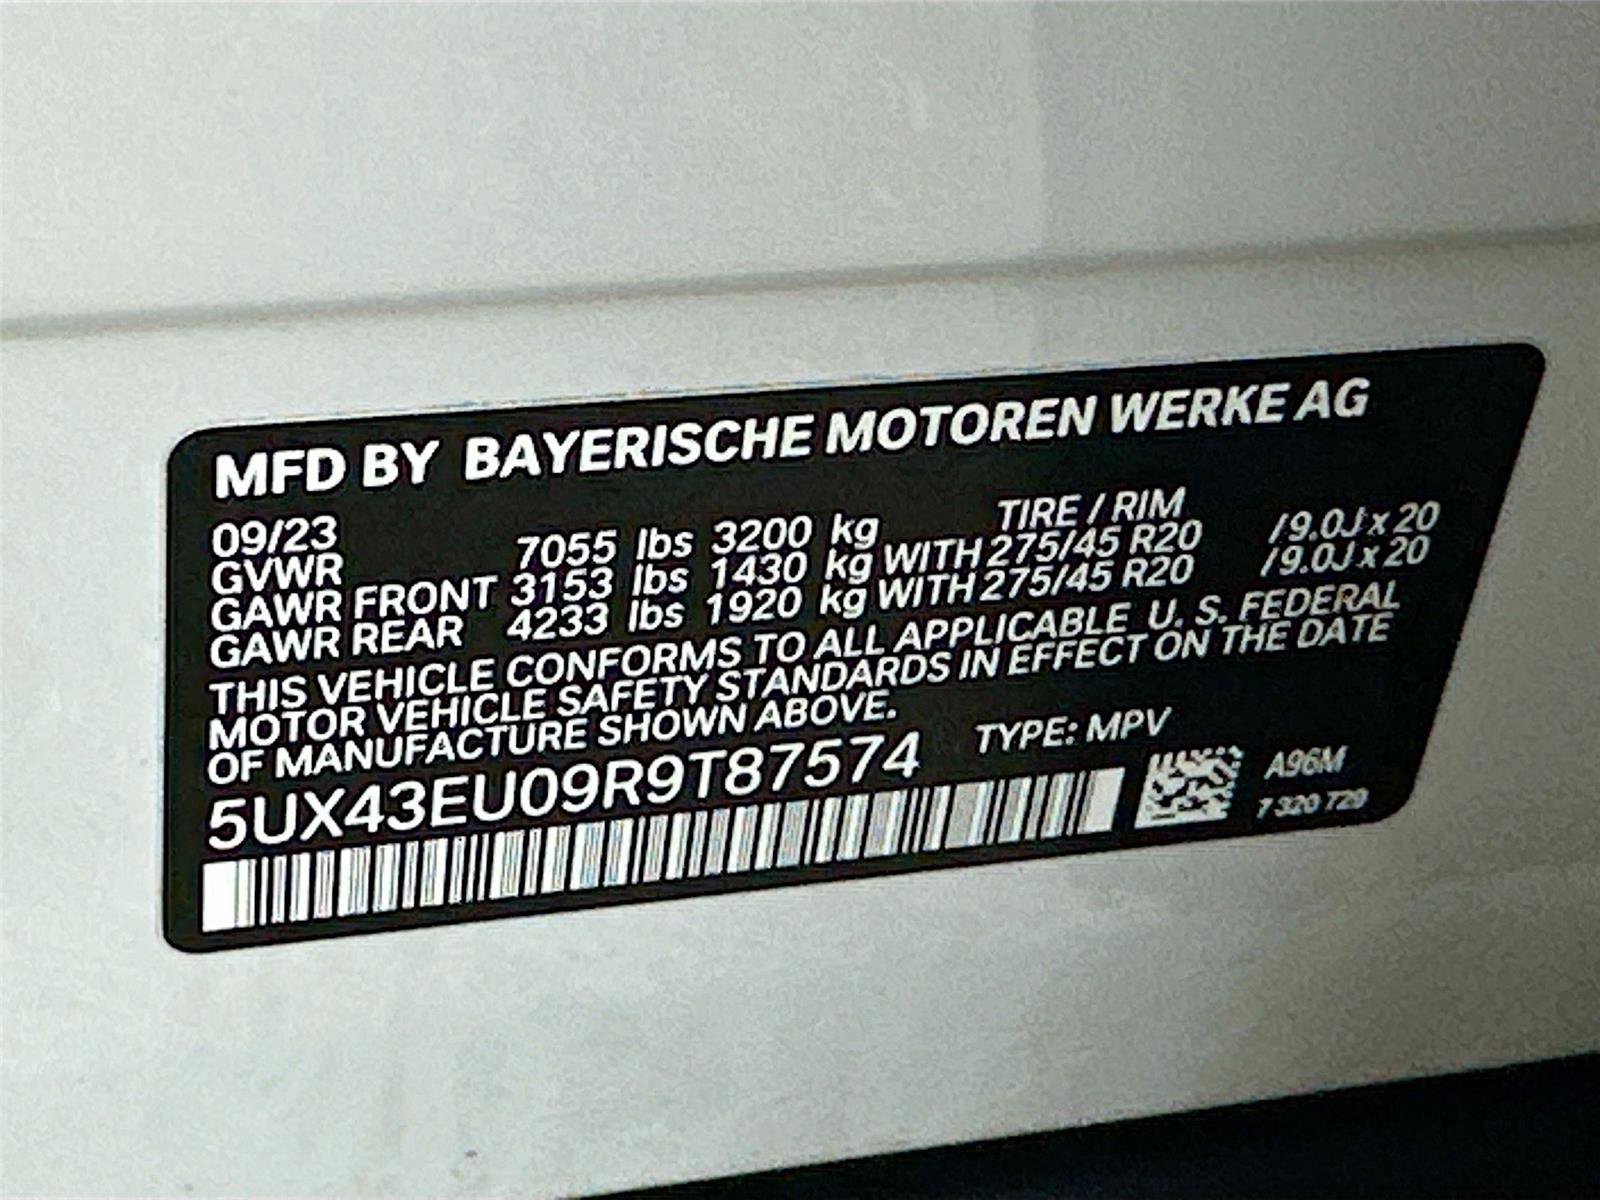 MFD BY BAYERISCHE MOTOREN WERKE AG
09/23
TIRE / RIM
GVWR 7055 lbs 3200 kg
GAWR FRONT 3153 lbs 1430 kg WITH 275/45 R20 /9.0J x 20
GAWR REAR 4233 lbs 1920 kg WITH 275/45 R20 /9.0J x 20
THIS VEHICLE CONFORMS TO ALL APPLICABLE U. S. FEDERAL
MOTOR VEHICLE SAFETY STANDARDS IN EFFECT ON THE DATE
OF MANUFACTURE SHOWN ABOVE.
5UX43EU09R9T87574 TYPE: MPV
A96M
7 320 729